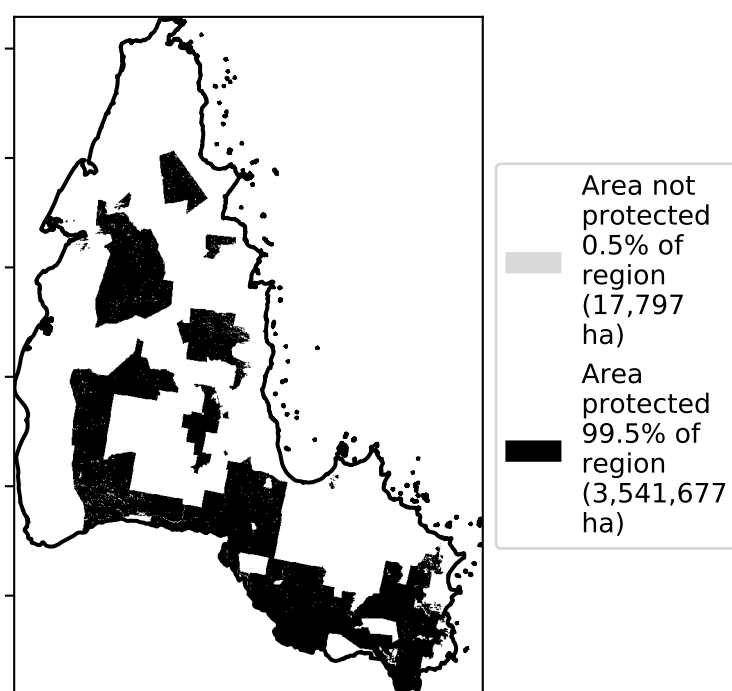 Area not
protected
0.5% of
region
(17,797
ha)
Area
protected
99.5% of
region
(3,541,677
ha)